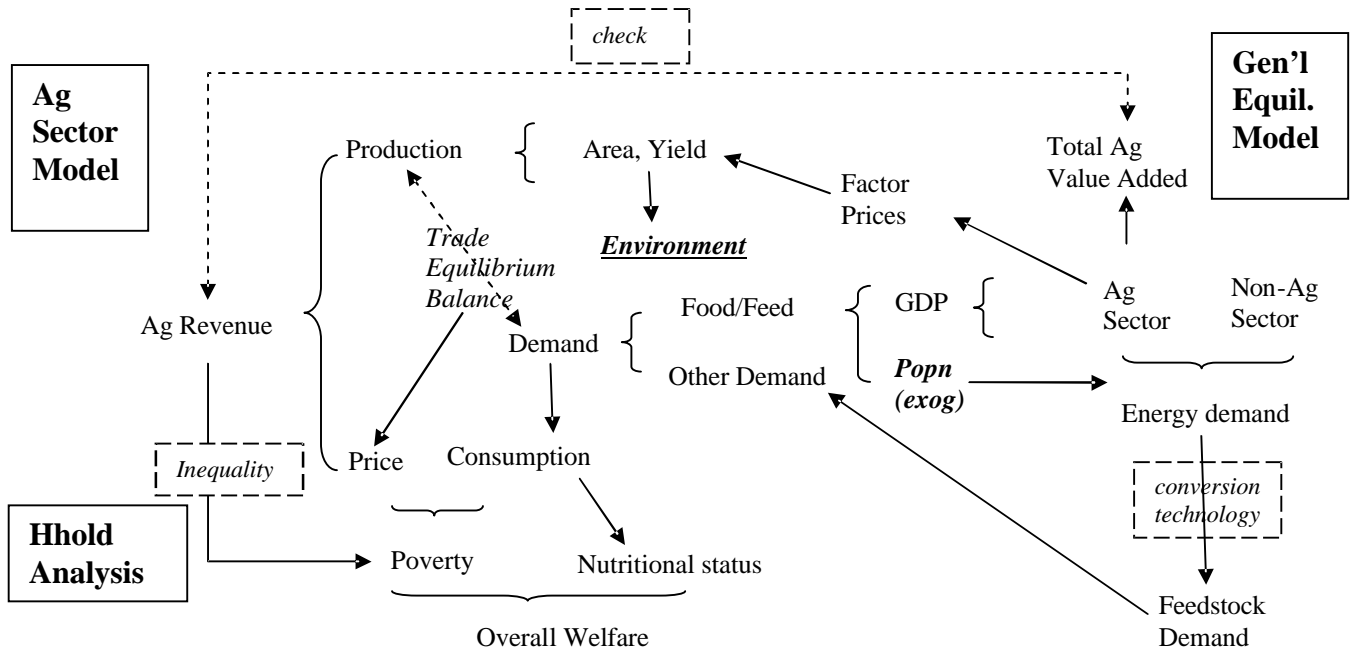 check
Ag
Sector
Model
Gen'l
Equil.
Model
Production
Area, Yield
Total Ag
Value Added
Factor
Prices
Trade
Equilibrium
Balance
Environment
Ag Revenue
Demand
Food/Feed
GDP
Ag
Sector
Non-Ag
Sector
Other Demand
Popn
(exog)
Energy demand
Inequality
Price
Consumption
conversion
technology
Hhold
Analysis
Poverty
Nutritional status
Feedstock
Demand
Overall Welfare